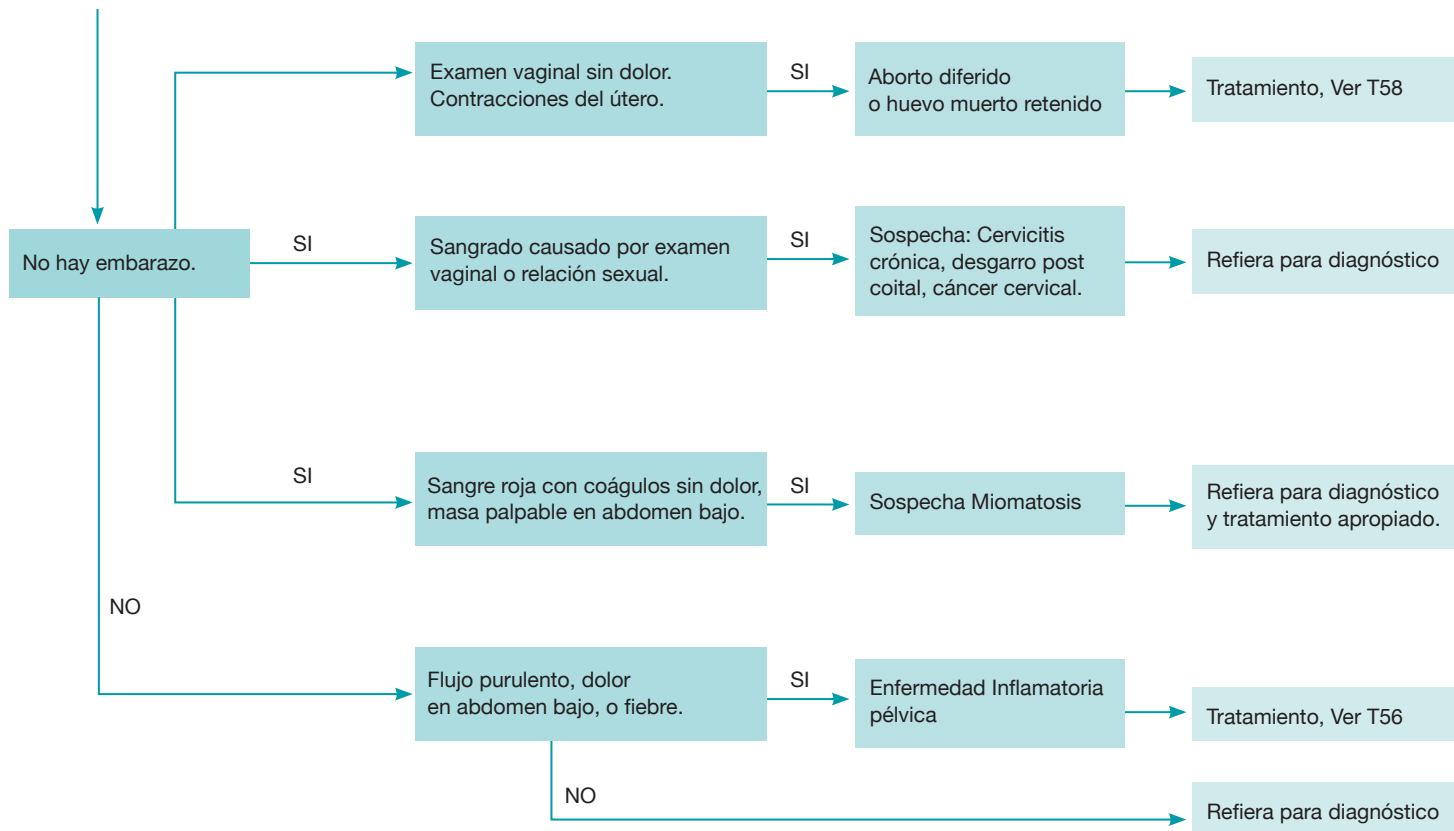 Examen vaginal sin dolor.
Contracciones del útero.
SI
Aborto diferido
o huevo muerto retenido
Tratamiento, Ver T58
No hay embarazo.
SI
Sangrado causado por examen
vaginal o relación sexual.
SI
Sospecha: Cervicitis
crónica, desgarro post
coital, cáncer cervical.
Refiera para diagnóstico
SI
Sangre roja con coágulos sin dolor,
masa palpable en abdomen bajo.
SI
Sospecha Miomatosis
Refiera para diagnóstico
y tratamiento apropiado.
NO
Flujo purulento, dolor
en abdomen bajo, o fiebre.
SI
Enfermedad Inflamatoria
pélvica
Tratamiento, Ver T56
NO
Refiera para diagnóstico